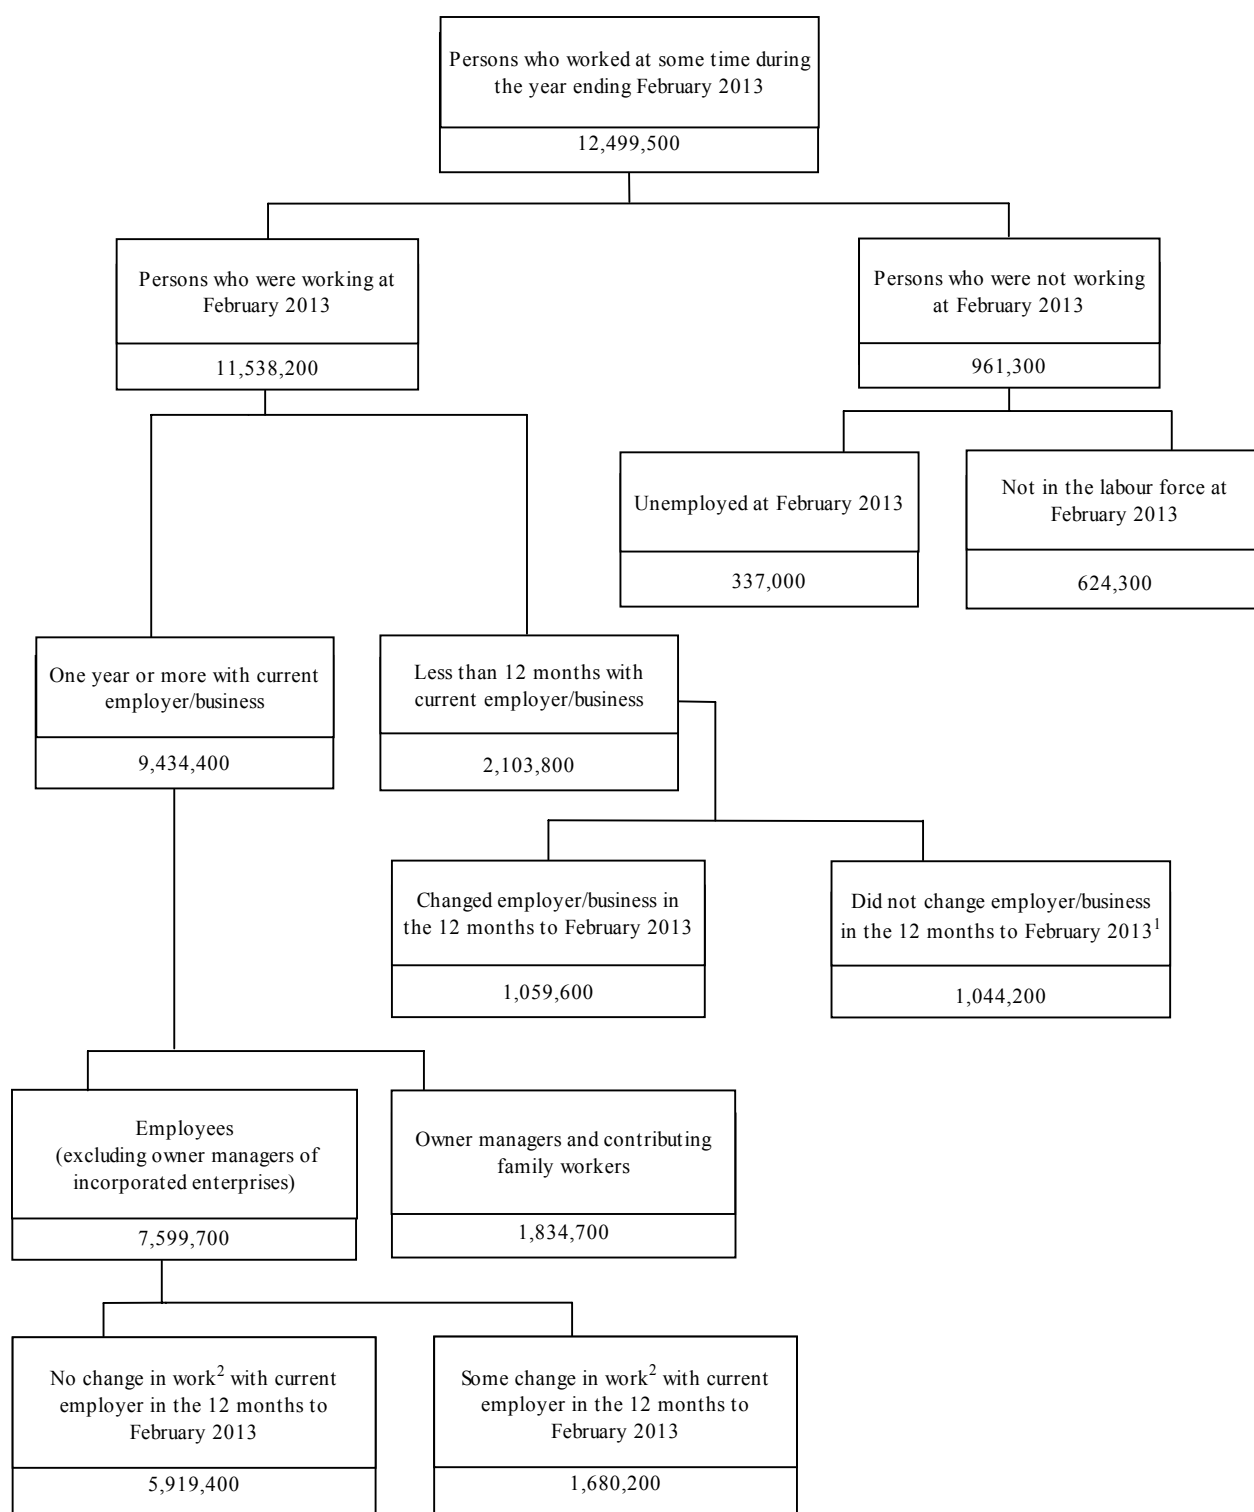 Persons who worked at some time during
the year ending February 2013
12,499,500
Persons who were working at
February 2013
11,538,200
Persons who were not working
at February 2013
961,300
Unemployed at February 2013
337,000
Not in the labour force at
February 2013
624,300
One year or more with current
employer/business
9,434,400
Less than 12 months with
current employer/business
2,103,800
Changed employer/business in
the 12 months to February 2013
1,059,600
Did not change employer/business
in the 12 months to February 2013¹
1,044,200
Employees
(excluding owner managers of
incorporated enterprises)
7,599,700
Owner managers and contributing
family workers
1,834,700
No change in work² with current
employer in the 12 months to
February 2013
5,919,400
Some change in work² with current
employer in the 12 months to
February 2013
1,680,200